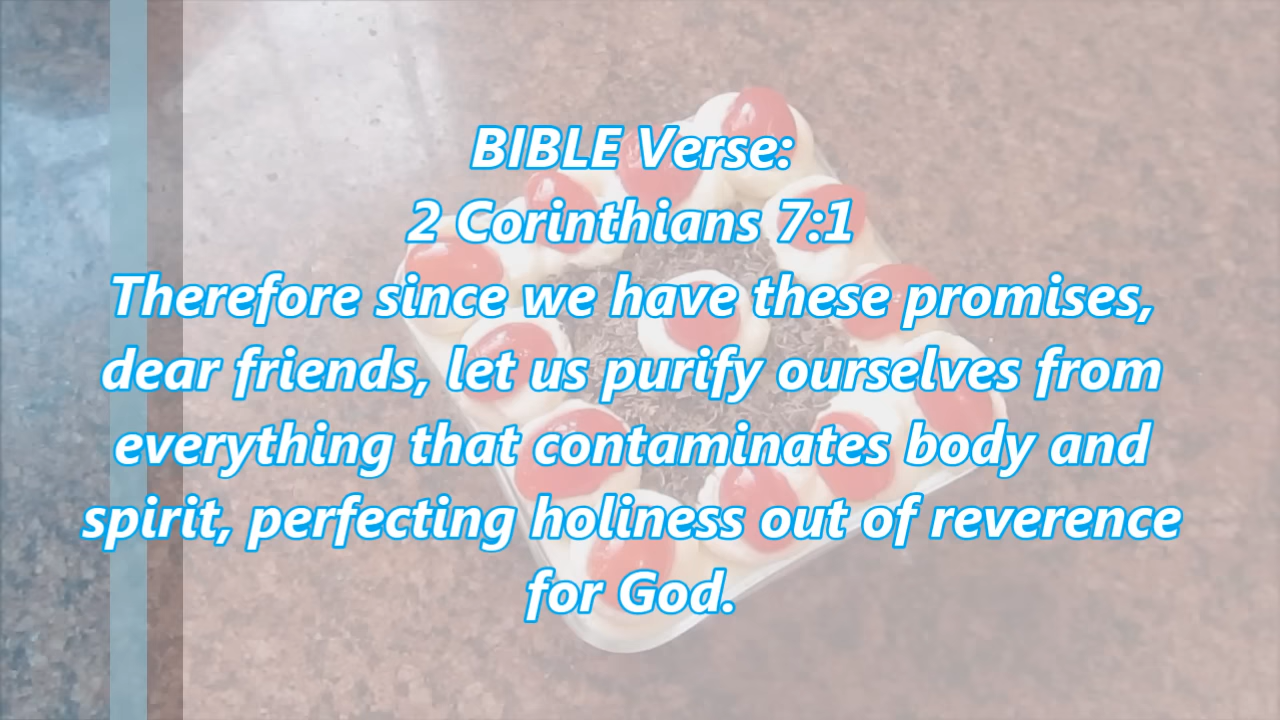 BIBLE Verse:
2 Corinthians 7:1
Therefore since we have these promises,
dear friends, let us purify ourselves from
everything that contaminates body and
spirit, perfecting holiness out of reverence
for God.